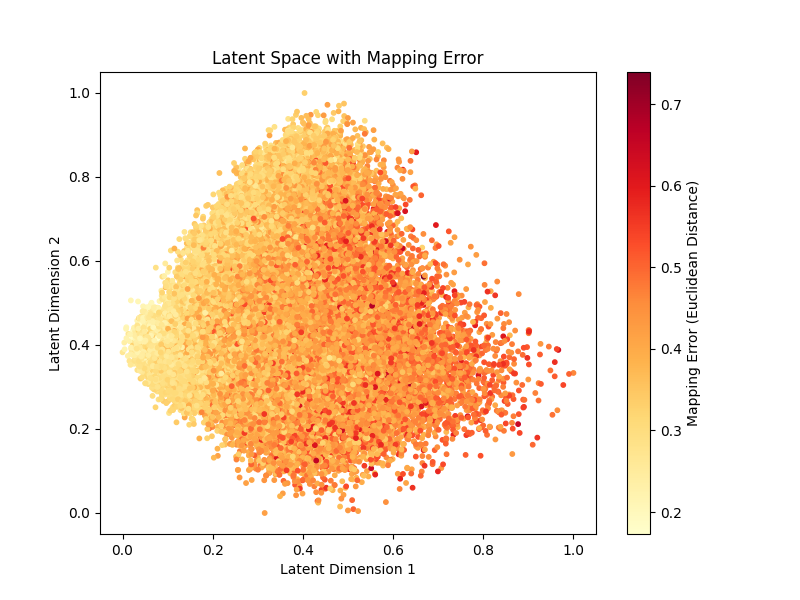 Latent Space with Mapping Error
1.0
0.8
0.6
0.4
0.2
0.0
Latent Dimension 2
0.0 0.2 0.4 0.6 0.8 1.0
Latent Dimension 1
0.7
0.6
0.5
0.4
0.3
0.2
Mapping Error (Euclidean Distance)